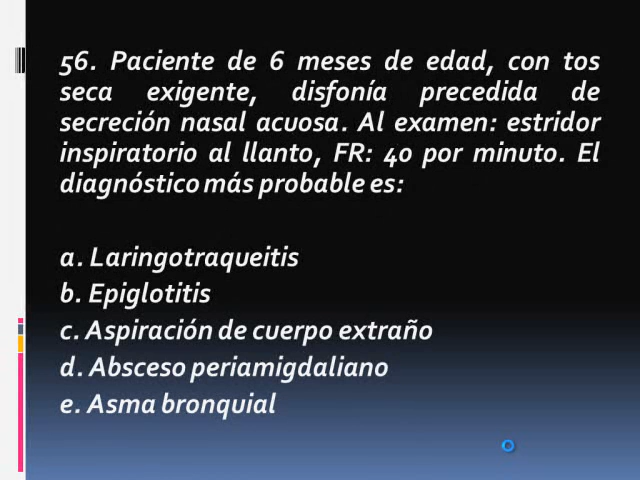 56. Paciente de 6 meses de edad, con tos
seca exigente, disfonía precedida de
secreción nasal acuosa. Al examen: estridor
inspiratorio al llanto, FR: 40 por minuto. El
diagnóstico más probable es:
a. Laringotraqueitis
b. Epiglotitis
c. Aspiración de cuerpo extraño
d. Absceso periamigdaliano
e. Asma bronquial